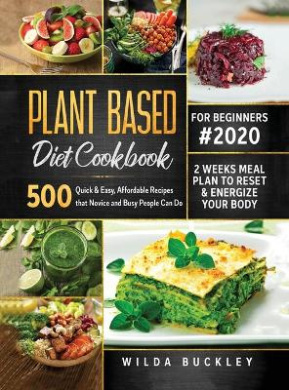 PLANT BASED
Diet Cookbook
500 Quick & Easy, Affordable Recipes
that Novice and Busy People Can Do
FOR BEGINNERS
#2020
2 WEEKS MEAL
PLAN TO RESET
& ENERGIZE
YOUR BODY
WILDA BUCKLEY